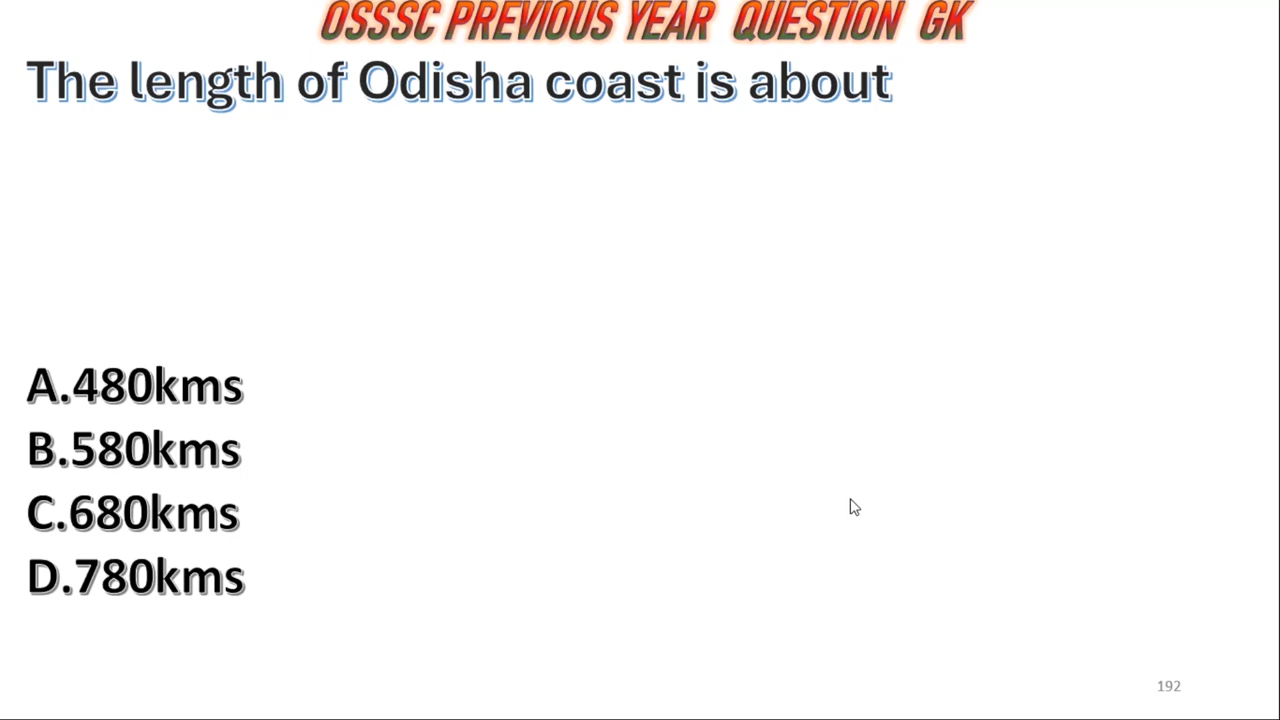 OSSSC PREVIOUS YEAR QUESTION GK
The length of Odisha coast is about
A.480kms
B.580kms
C.680kms
D.780kms
192